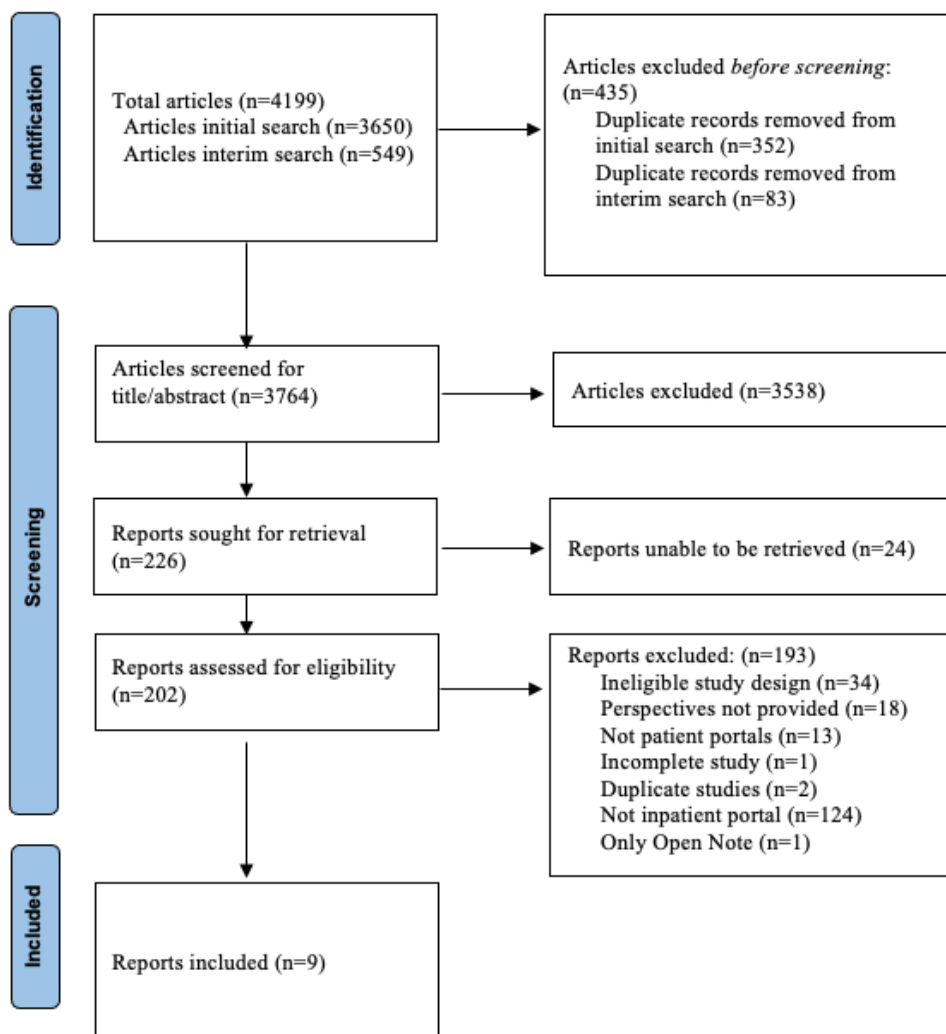 Identification
Total articles (n=4199)
Articles initial search (n=3650)
Articles interim search (n=549)
Articles excluded before screening:
(n=435)
Duplicate records removed from
initial search (n=352)
Duplicate records removed from
interim search (n=83)
Screening
Articles screened for
title/abstract (n=3764)
Articles excluded (n=3538)
Reports sought for retrieval
(n=226)
Reports unable to be retrieved (n=24)
Reports assessed for eligibility
(n=202)
Reports excluded: (n=193)
Ineligible study design (n=34)
Perspectives not provided (n=18)
Not patient portals (n=13)
Incomplete study (n=1)
Duplicate studies (n=2)
Not inpatient portal (n=124)
Only Open Note (n=1)
Included
Reports included (n=9)